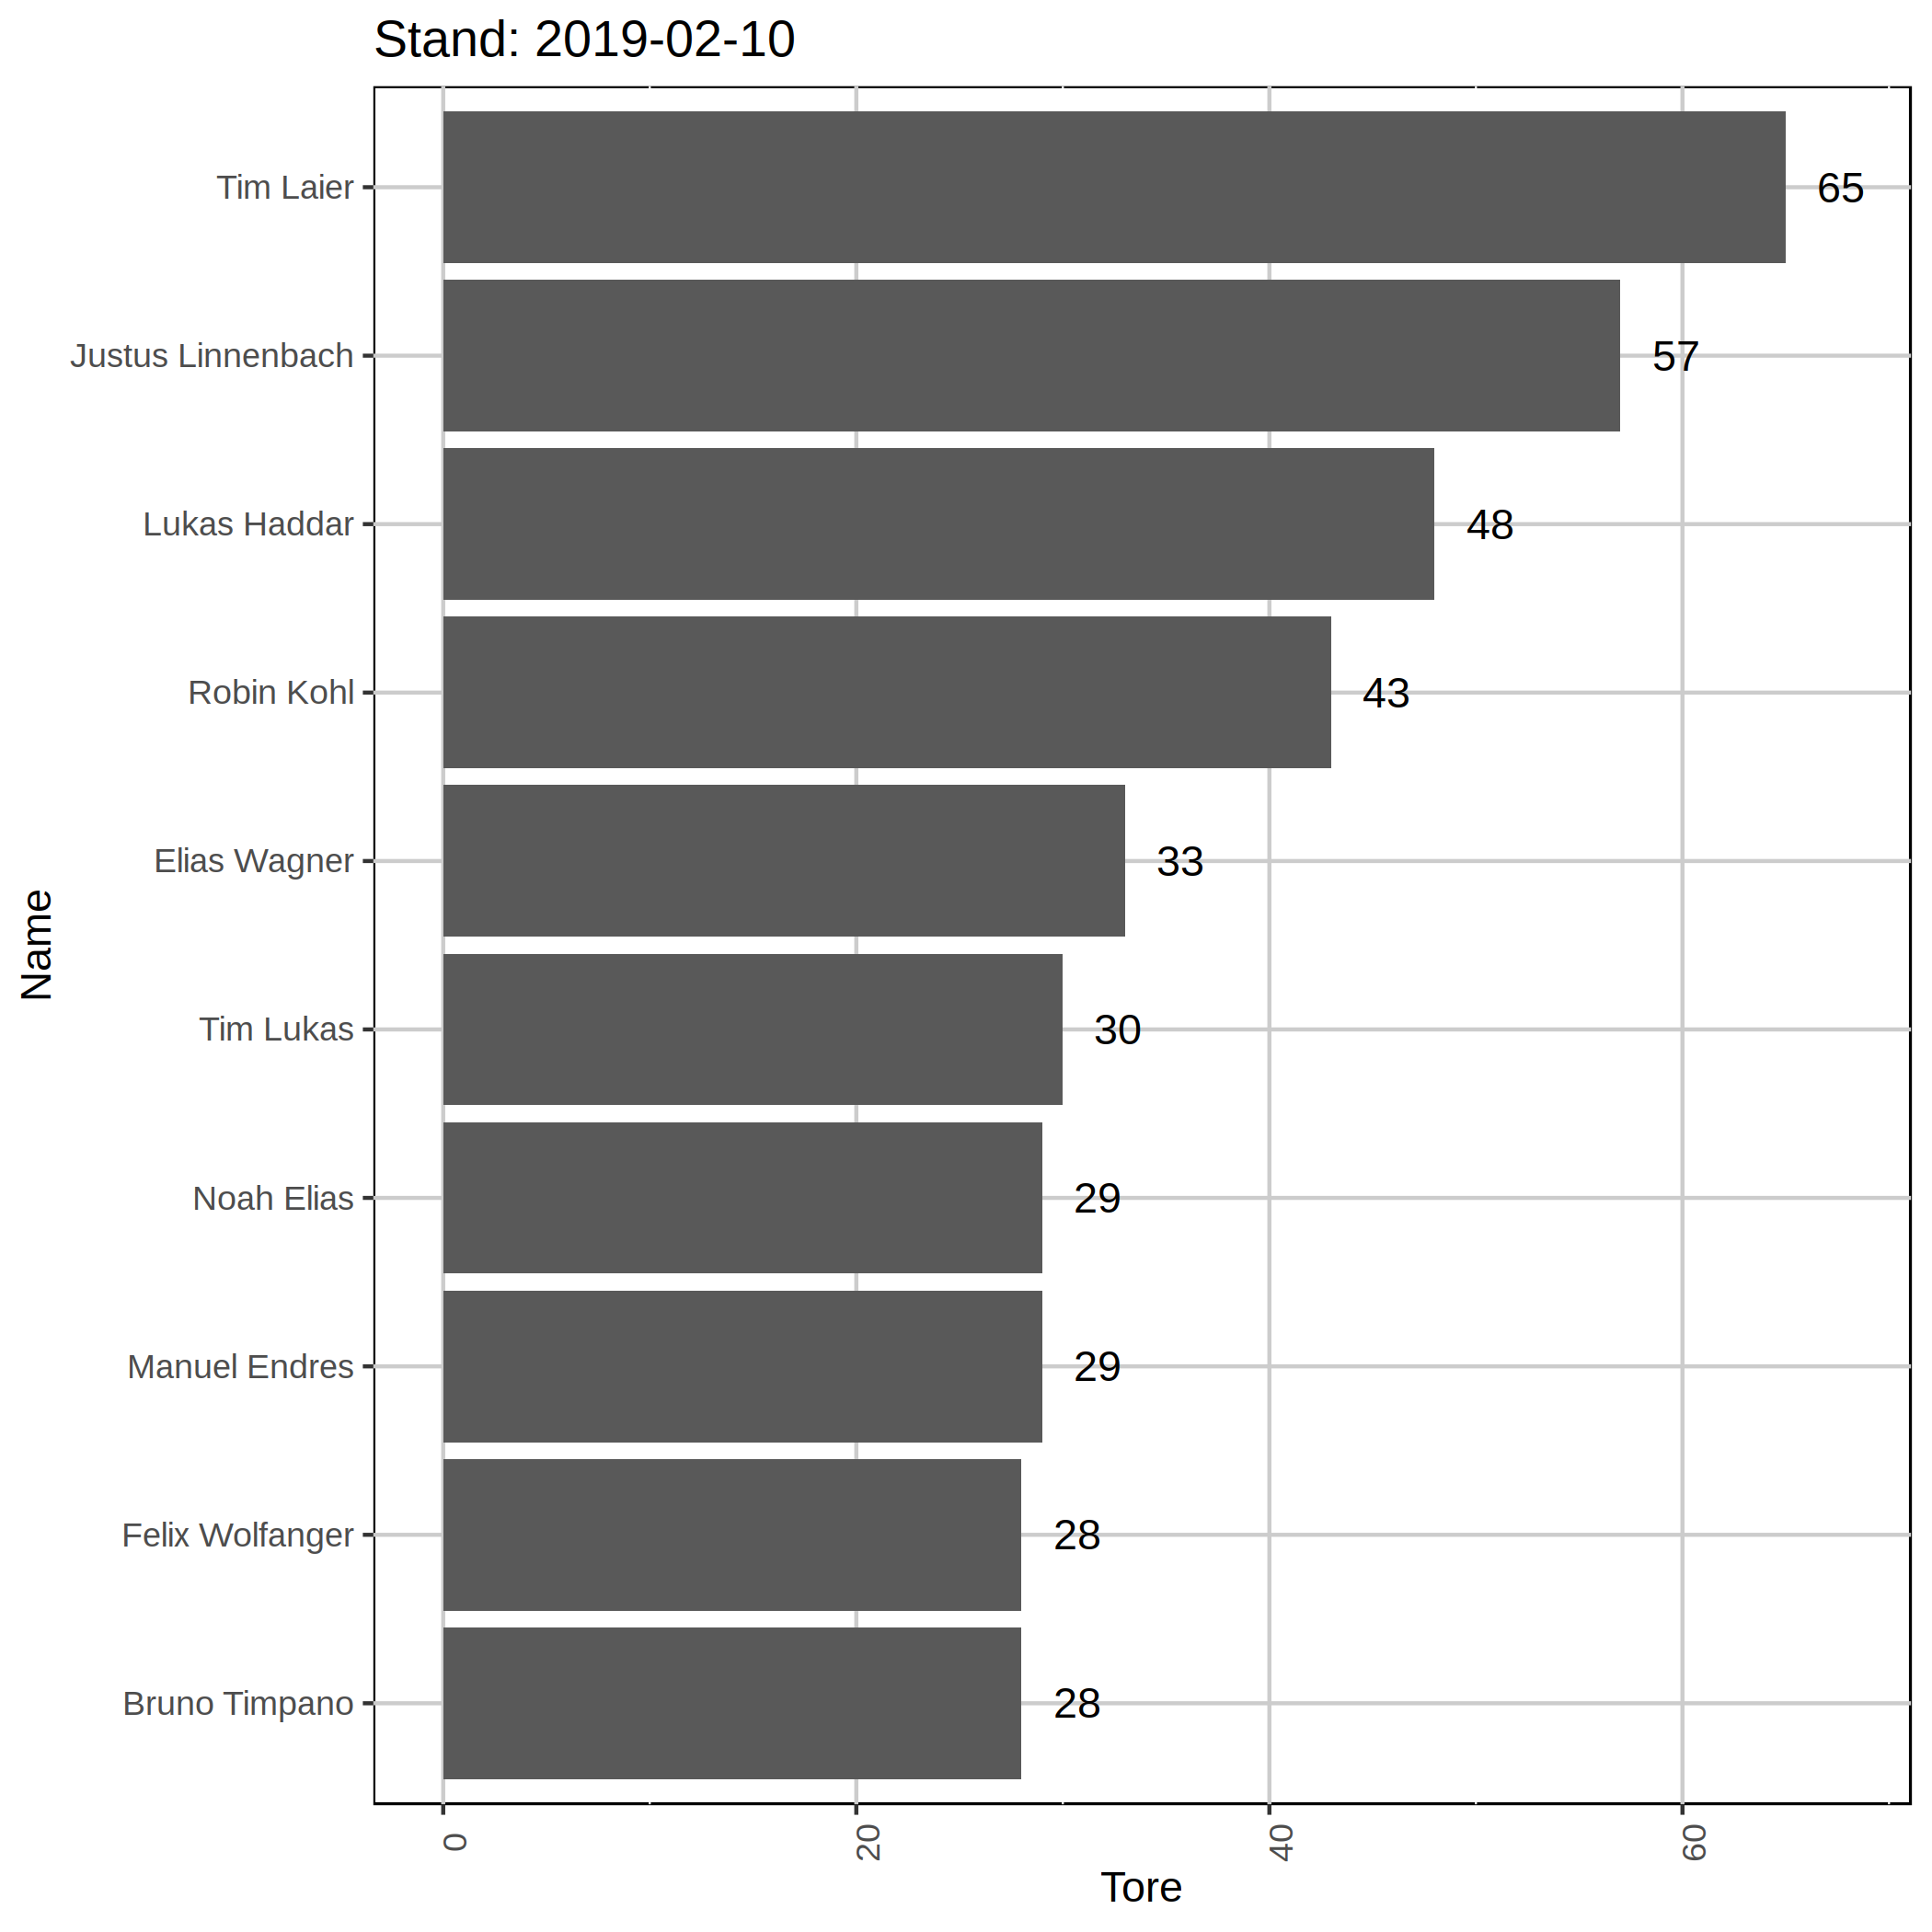 Stand: 2019-02-10
Tim Laier 65
Justus Linnenbach 57
Lukas Haddar 48
Robin Kohl 43
Elias Wagner 33
Tim Lukas 30
Noah Elias 29
Manuel Endres 29
Felix Wolfanger 28
Bruno Timpano 28
Name
0 20 40 60
Tore